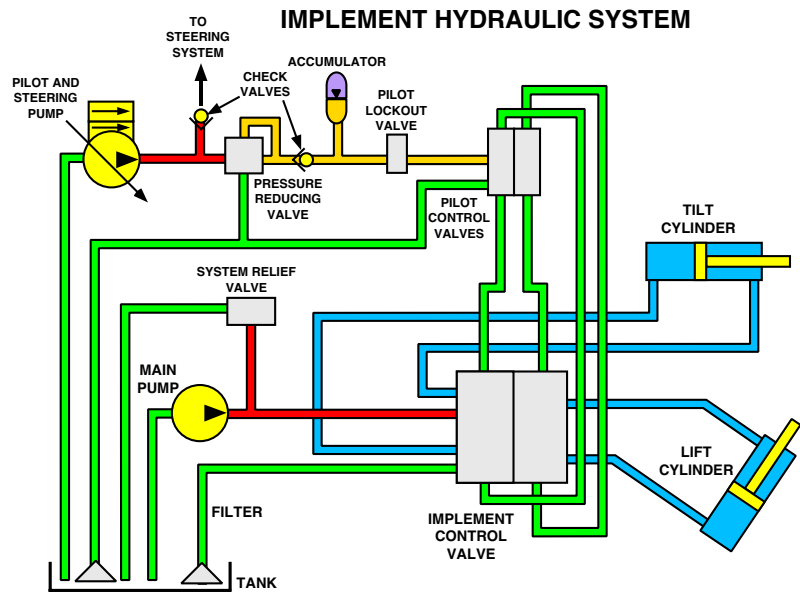 IMPLEMENT HYDRAULIC SYSTEM
TO
STEERING
SYSTEM
PILOT AND
STEERING
PUMP
CHECK
VALVES
ACCUMULATOR
PILOT
LOCKOUT
VALVE
PRESSURE
REDUCING
VALVE
PILOT
CONTROL
VALVES
TILT
CYLINDER
SYSTEM RELIEF
VALVE
MAIN
PUMP
LIFT
CYLINDER
FILTER
IMPLEMENT
CONTROL
VALVE
TANK